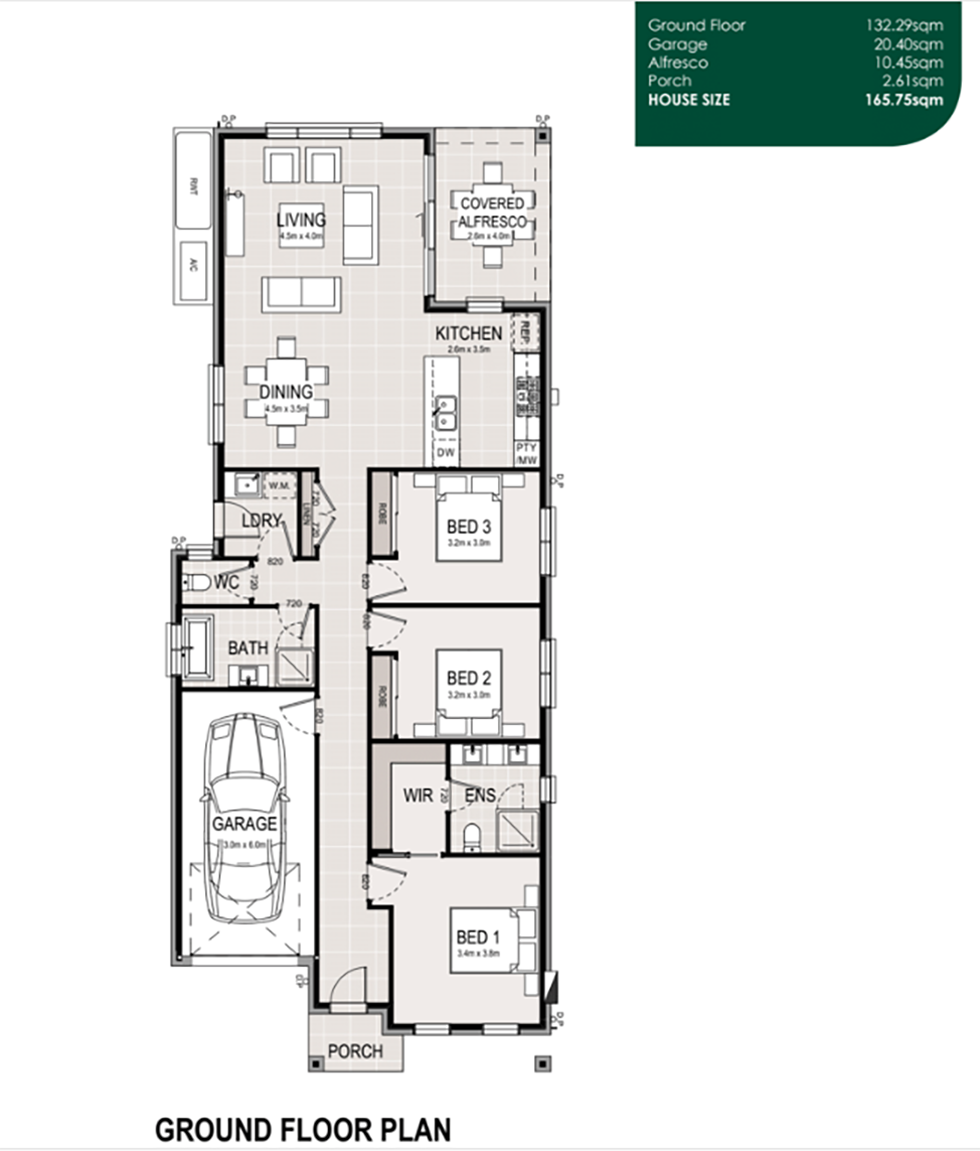 Ground Floor 132.29sqm
Garage 20.40sqm
Alfresco 10.45sqm
Porch 2.61sqm
HOUSE SIZE 165.75sqm
D.P
D.P
RWT
A/C
LIVING
4.5m x 4.0m
COVERED
ALFRESCO
2.6m x 4.0m
KITCHEN
2.6m x 3.5m
REP.
DINING
4.5m x 3.5m
DW
PTY
/MW
D.P
W.M.
LINEN
720
720
LDRY
820
ROBE
BED 3
3.2m x 3.0m
D.P
WC
720
820
720
820
BATH
BED 2
3.2m x 3.0m
ROBE
820
GARAGE
3.0m x 6.0m
WIR
720
ENS
820
BED 1
3.4m x 3.8m
D.P
D.P
PORCH
GROUND FLOOR PLAN